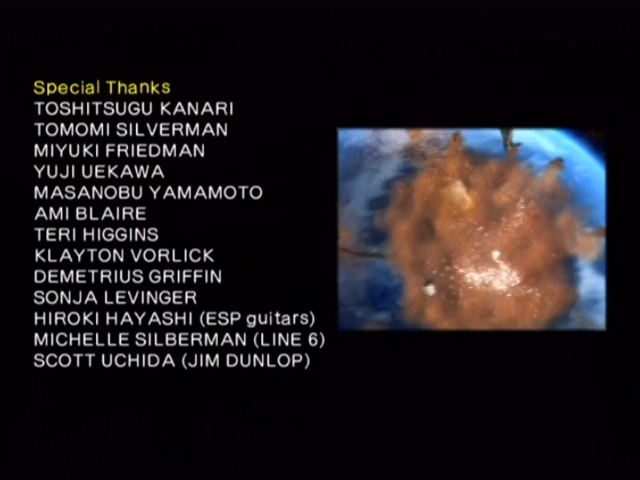 Special Thanks
TOSHITSUGU KANARI
TOMOMI SILVERMAN
MIYUKI FRIEDMAN
YUJI UEKAWA
MASANOBU YAMAMOTO
AMI BLAIRE
TERI HIGGINS
KLAYTON VORLICK
DEMETRIUS GRIFFIN
SONJA LEVINGER
HIROKI HAYASHI (ESP guitars)
MICHELLE SILBERMAN (LINE 6)
SCOTT UCHIDA (JIM DUNLOP)